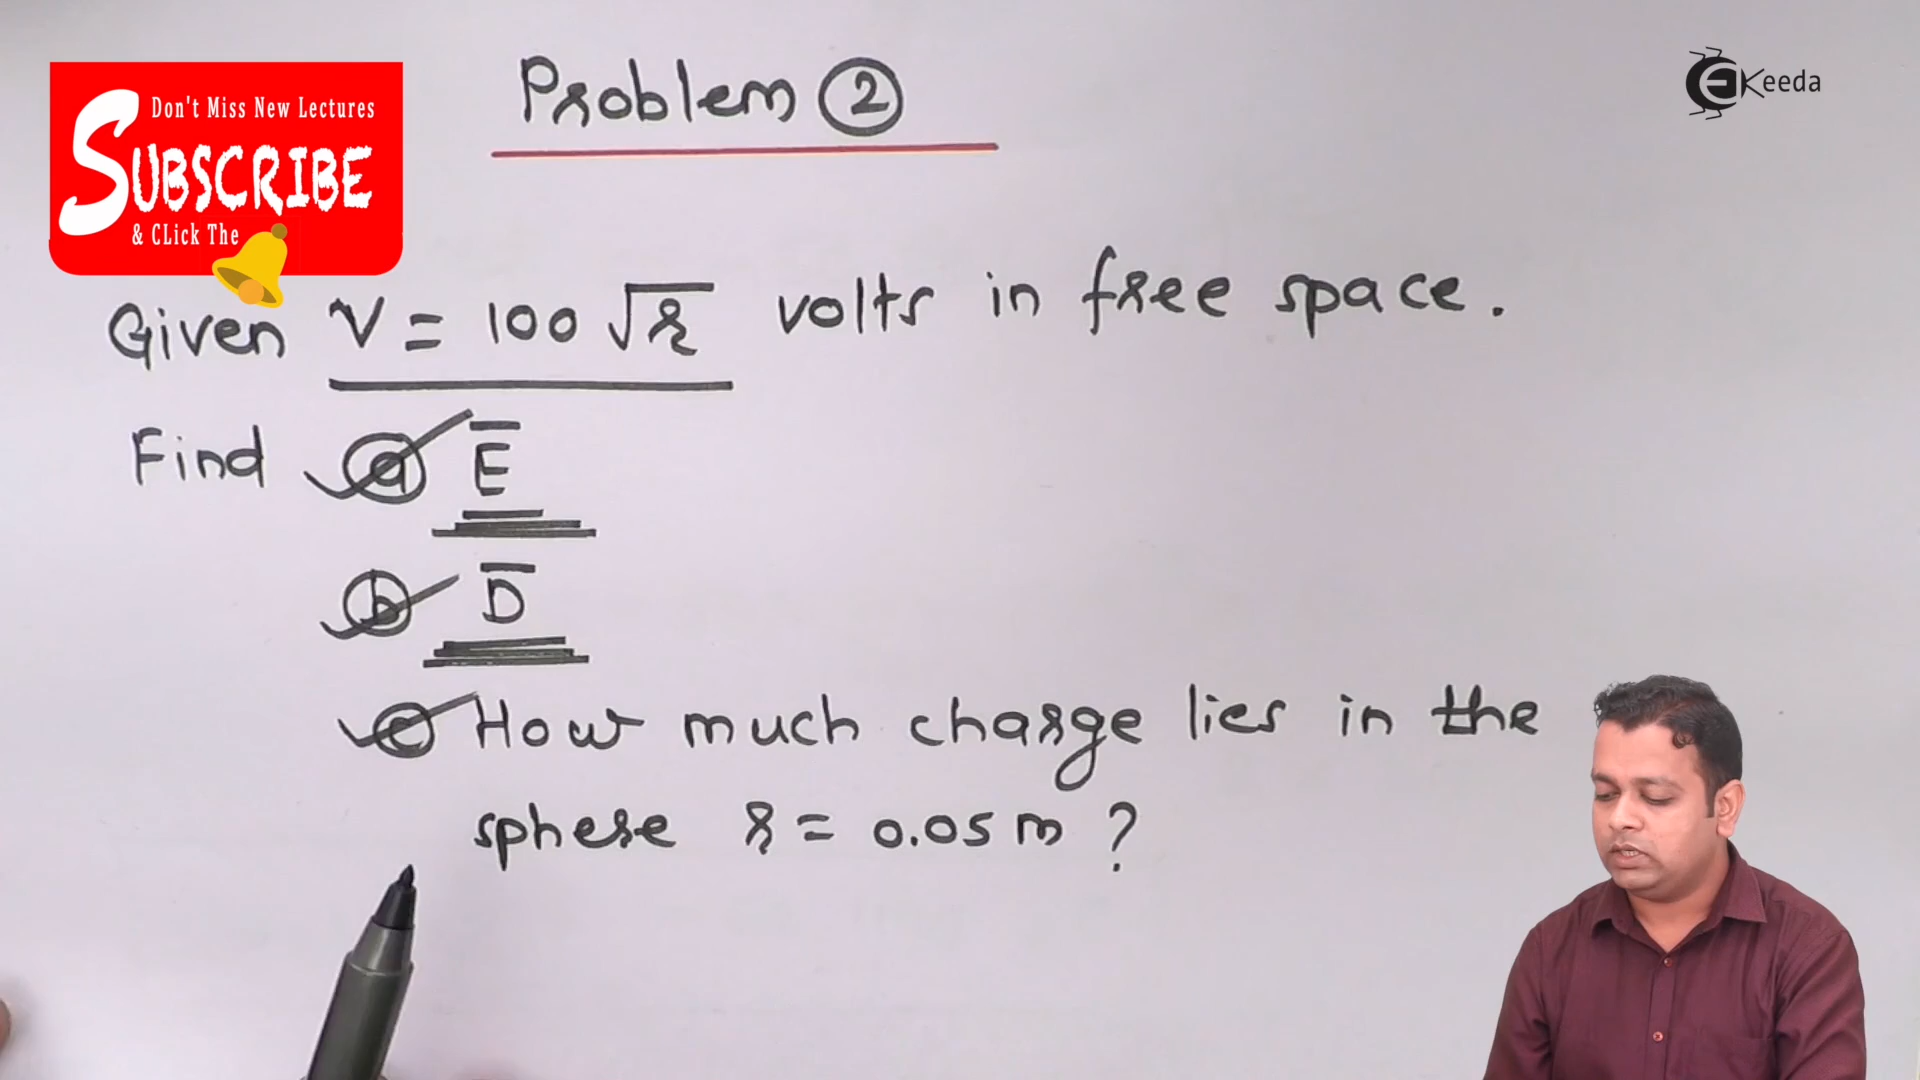 Problem ②
Don't Miss New Lectures
SUBSCRIBE
& CLick The
EKeeda
Given V = 100 √r volts in free space.
Find ⓐ E̅
ⓑ D̅
ⓒ How much charge lies in the
sphere r = 0.05 m ?